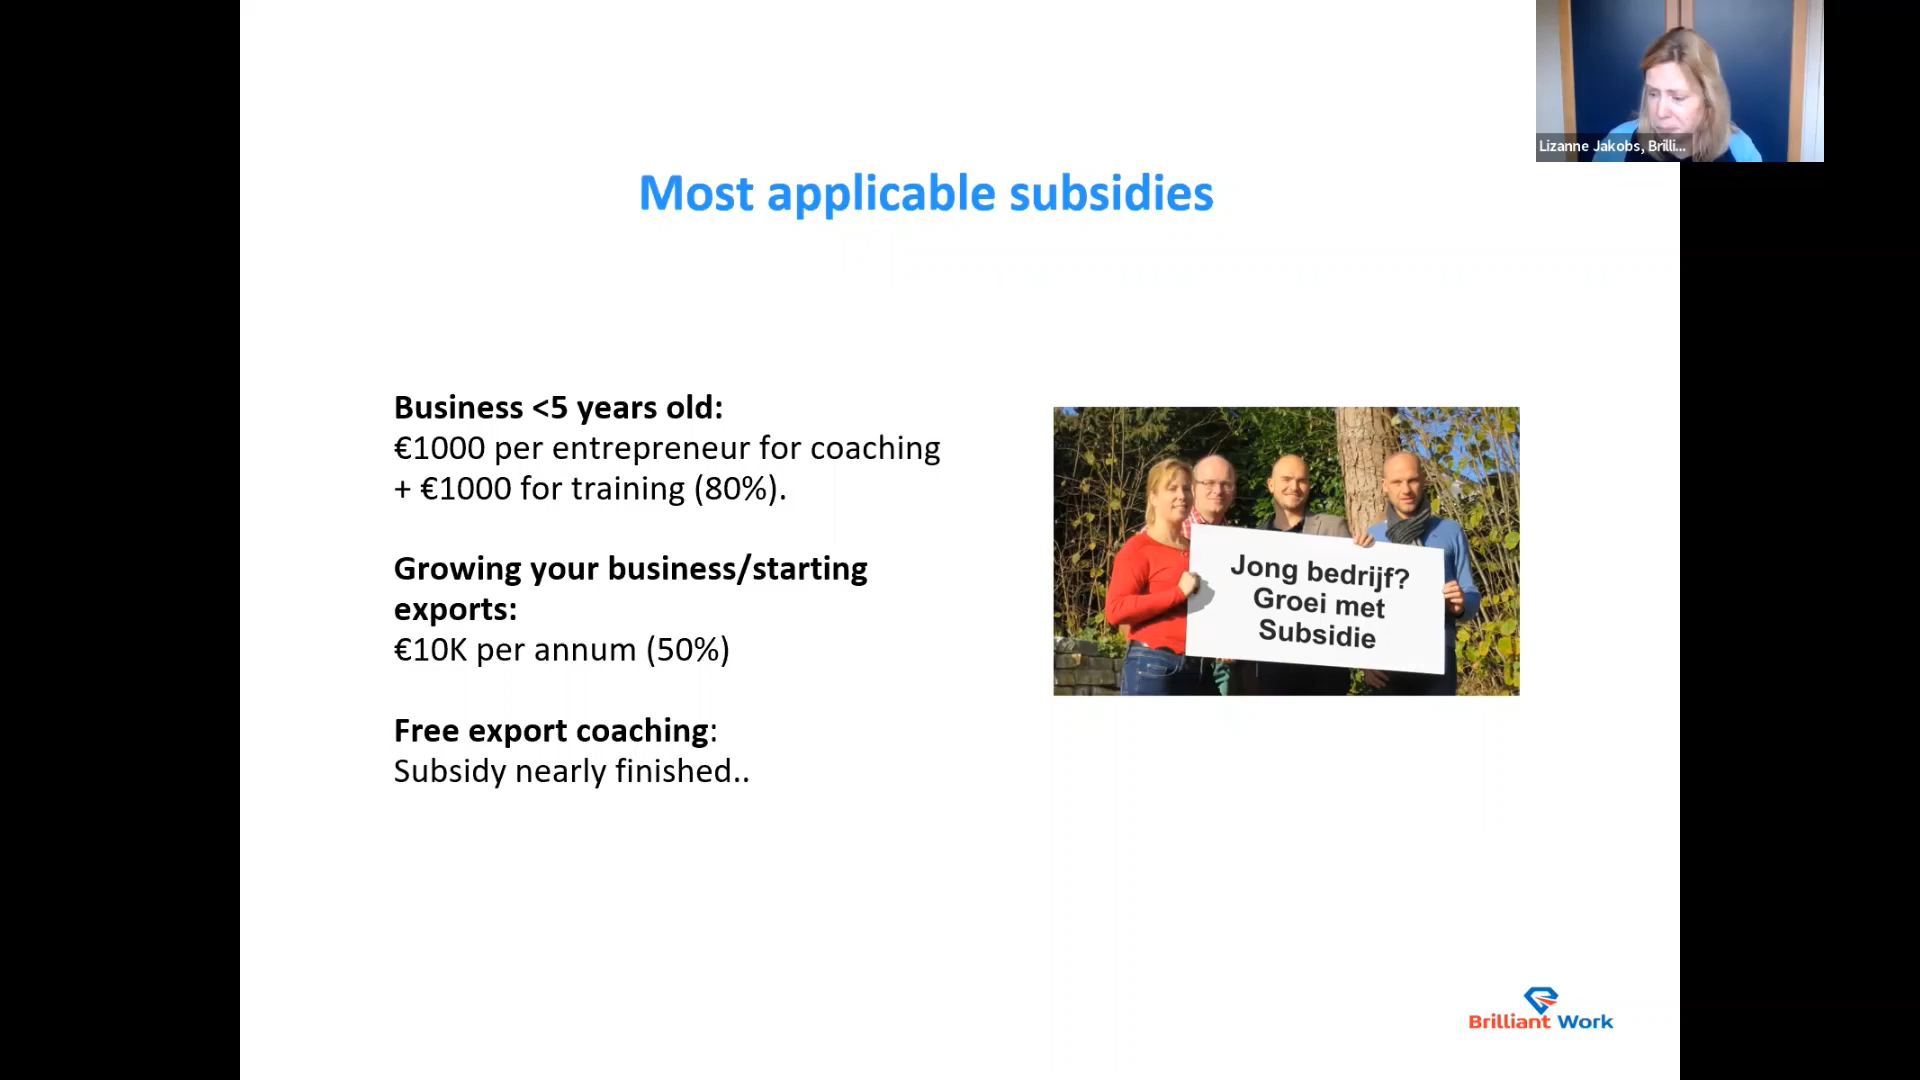 Lizanne Jakobs, Brilli...
Most applicable subsidies
Business <5 years old:
€1000 per entrepreneur for coaching
+ €1000 for training (80%).
Growing your business/starting
exports:
€10K per annum (50%)
Free export coaching:
Subsidy nearly finished..
Jong bedrijf?
Groei met
Subsidie
Brilliant Work